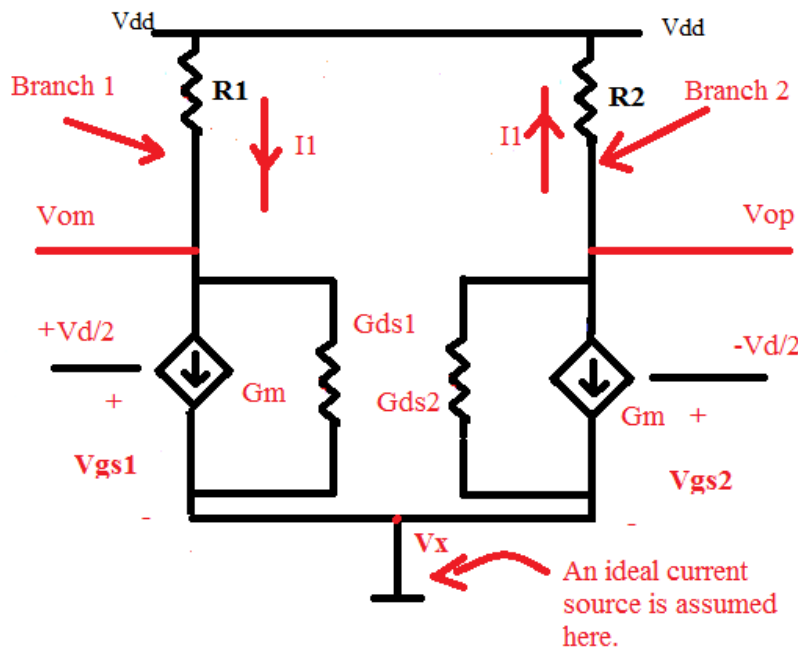 Vdd
Vdd
Branch 1
R1
R2
Branch 2
I1
I1
Vom
Vop
+Vd/2
Gds1
-Vd/2
+
Gm
Gds2
Gm
+
Vgs1
Vgs2
-
Vx
-
An ideal current
source is assumed
here.